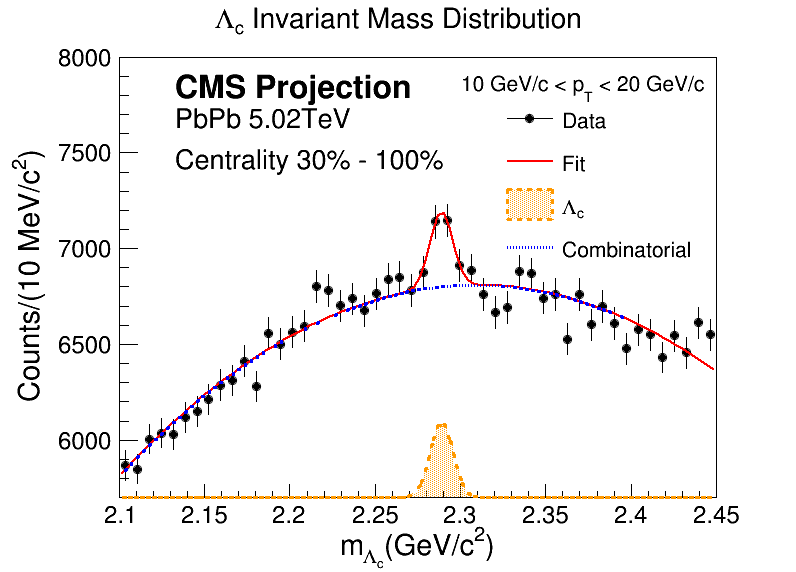 Λc Invariant Mass Distribution
8000
7500
7000
6500
6000
Counts/(10 MeV/c²)
CMS Projection
PbPb 5.02TeV
Centrality 30% - 100%
10 GeV/c < pT < 20 GeV/c
Data
Fit
Λc
Combinatorial
2.1 2.15 2.2 2.25 2.3 2.35 2.4 2.45
mΛc(GeV/c²)